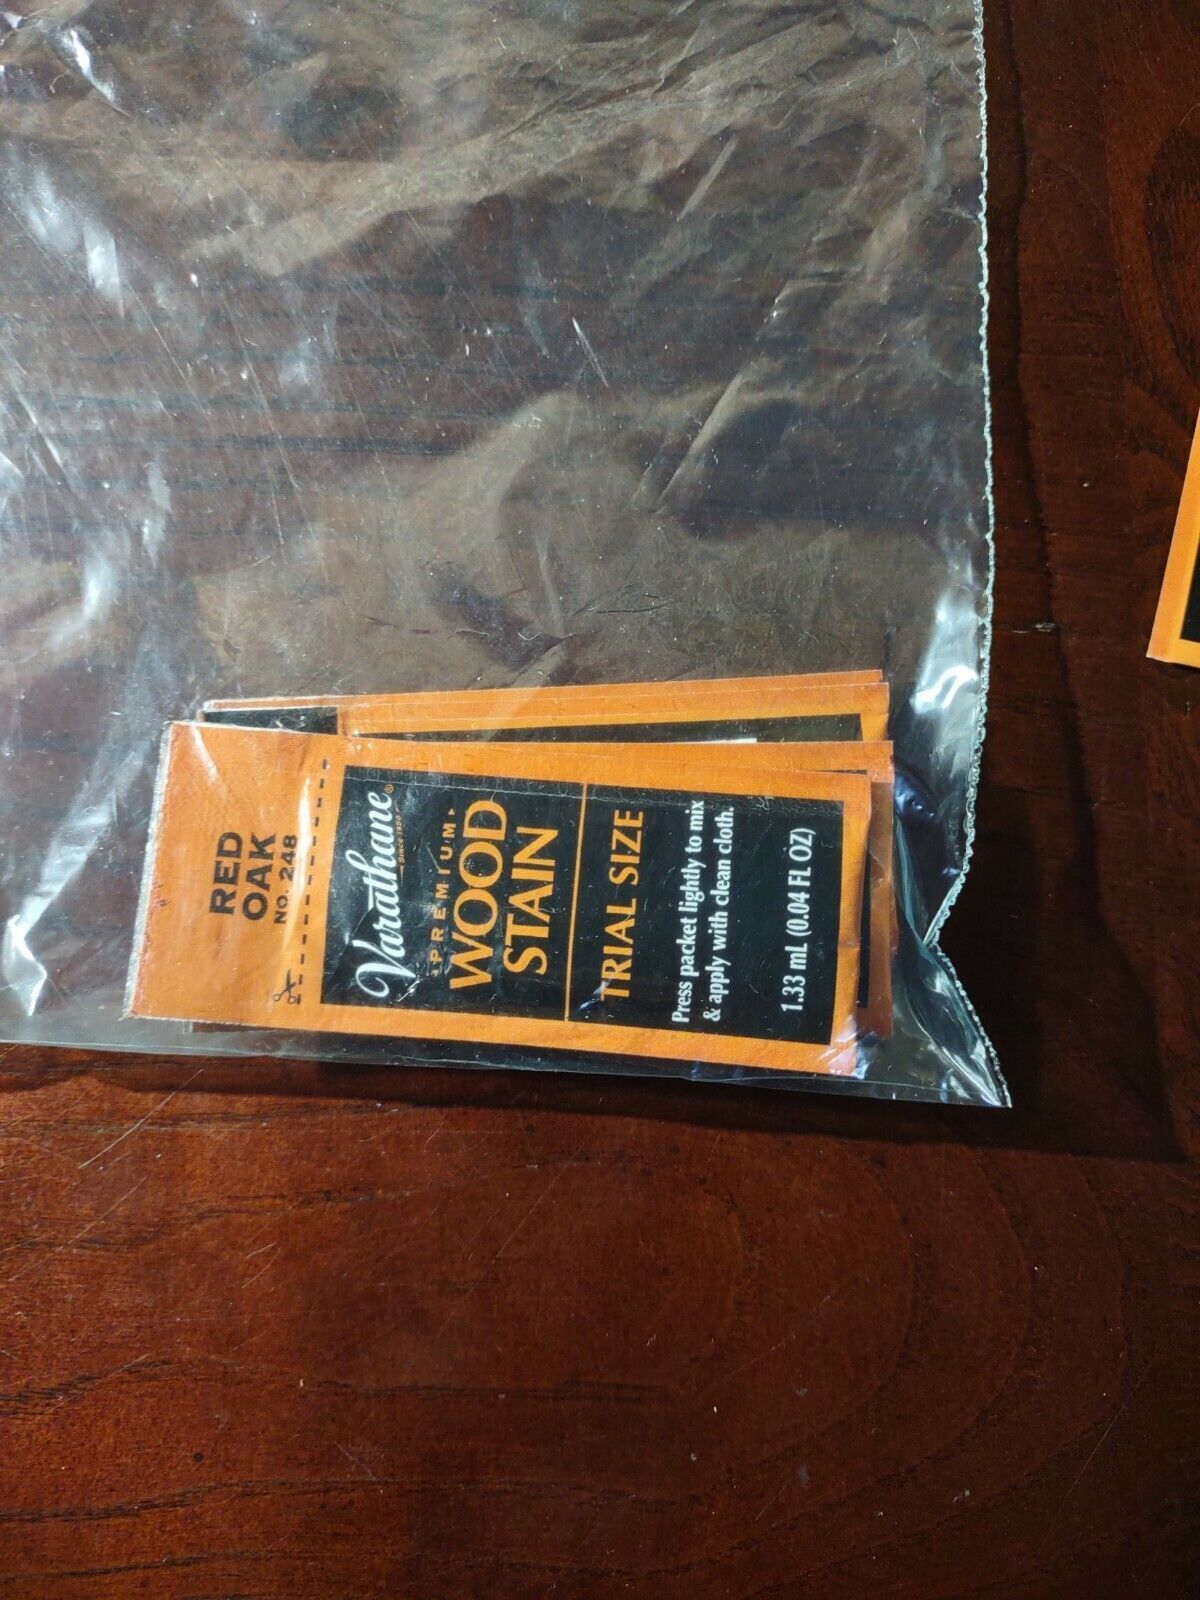 RED
OAK
NO. 248
Varathane®
SINCE 1958
PREMIUM
WOOD
STAIN
TRIAL SIZE
Press packet lightly to mix
& apply with clean cloth.
1.33 mL (0.04 FL OZ)